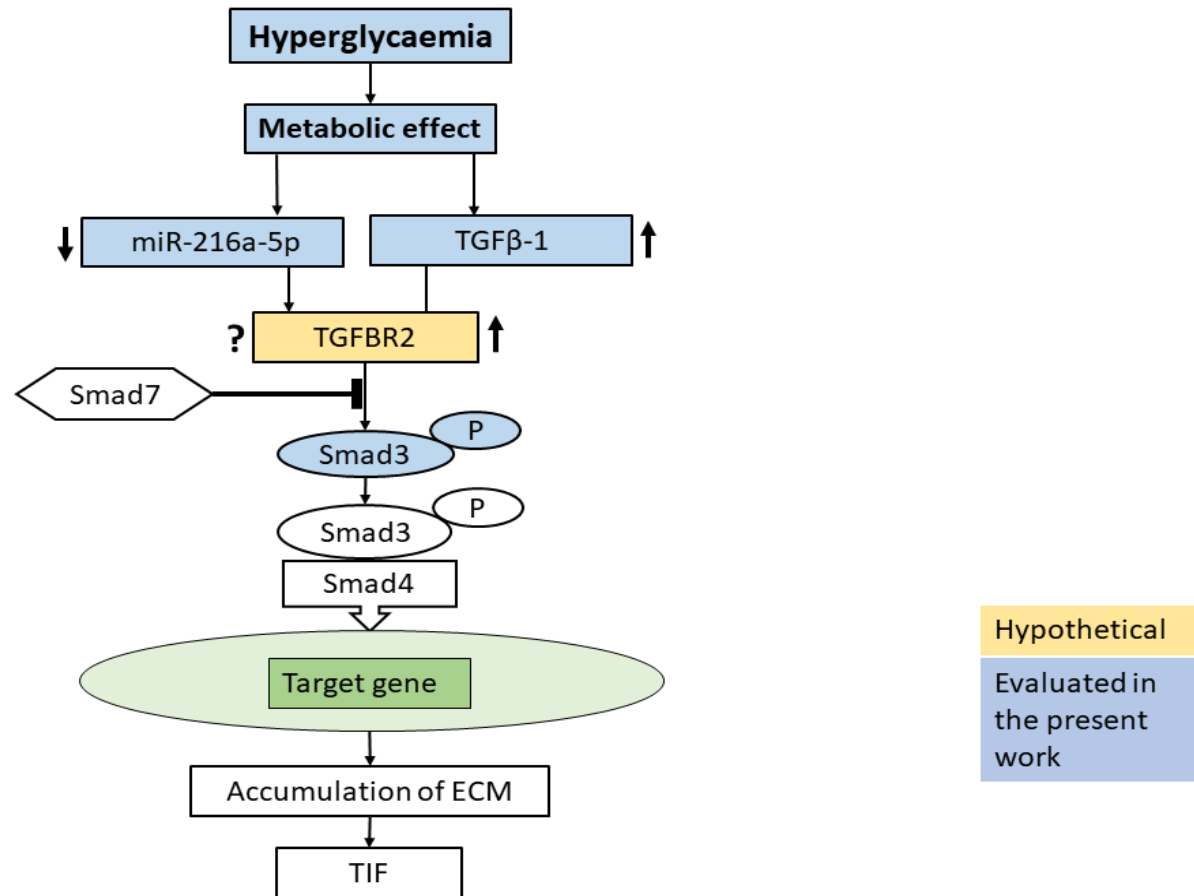 Hyperglycaemia
Metabolic effect
miR-216a-5p
TGFβ-1
?
TGFBR2
Smad7
P
Smad3
P
Smad3
Smad4
Target gene
Accumulation of ECM
TIF
Hypothetical
Evaluated in
the present
work